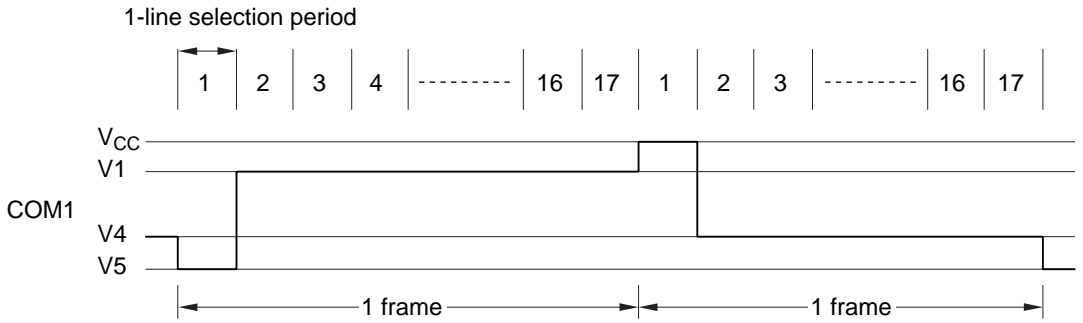 1-line selection period
1 2 3 4 16 17 1 2 3 16 17
VCC
V1
COM1
V4
V5
1 frame 1 frame